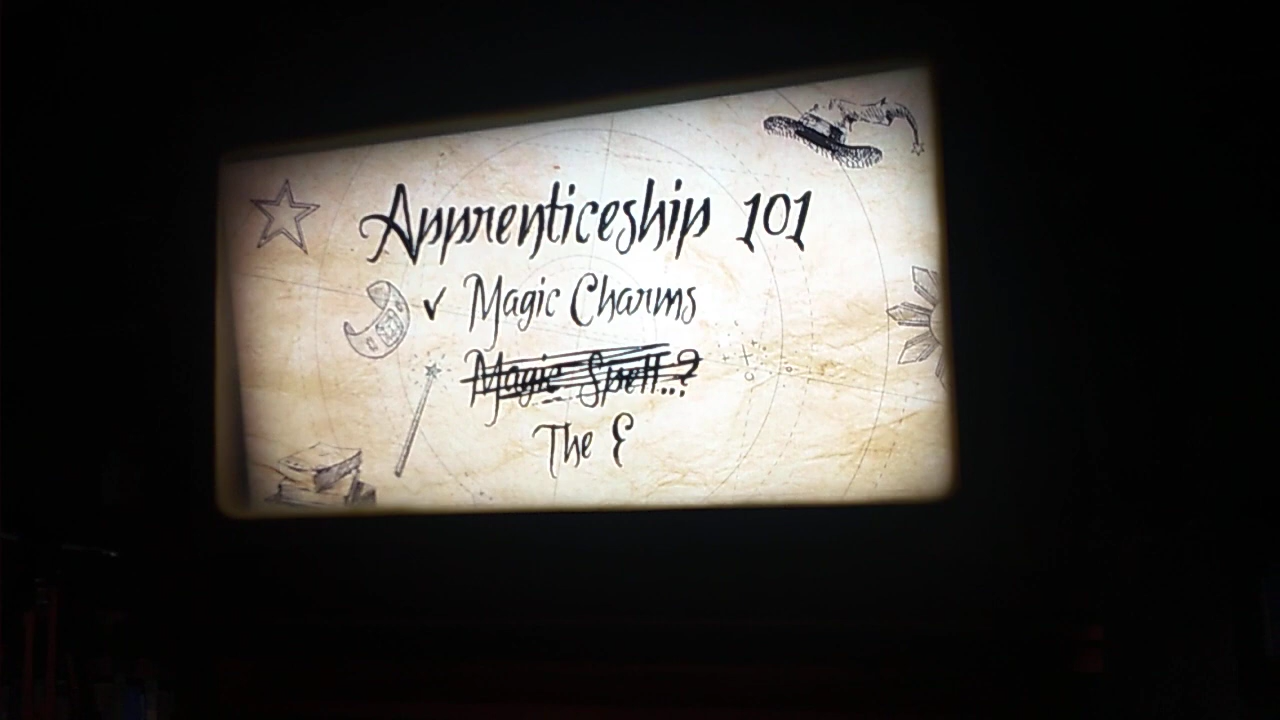 Apprenticeship 101
✓ Magic Charms
Magic Spell..?
The E